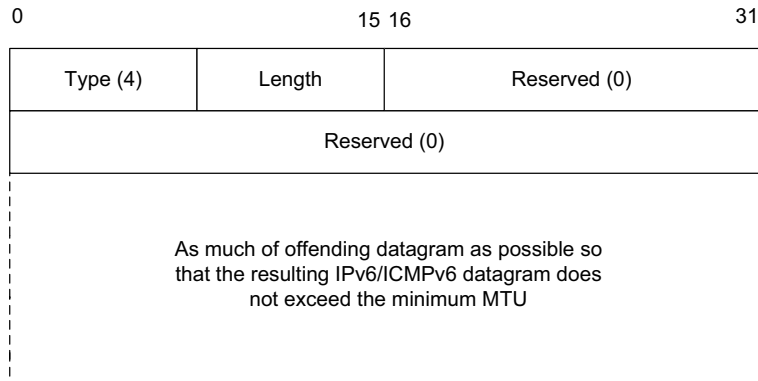 0 15 16 31
Type (4) Length Reserved (0)
Reserved (0)
As much of offending datagram as possible so
that the resulting IPv6/ICMPv6 datagram does
not exceed the minimum MTU